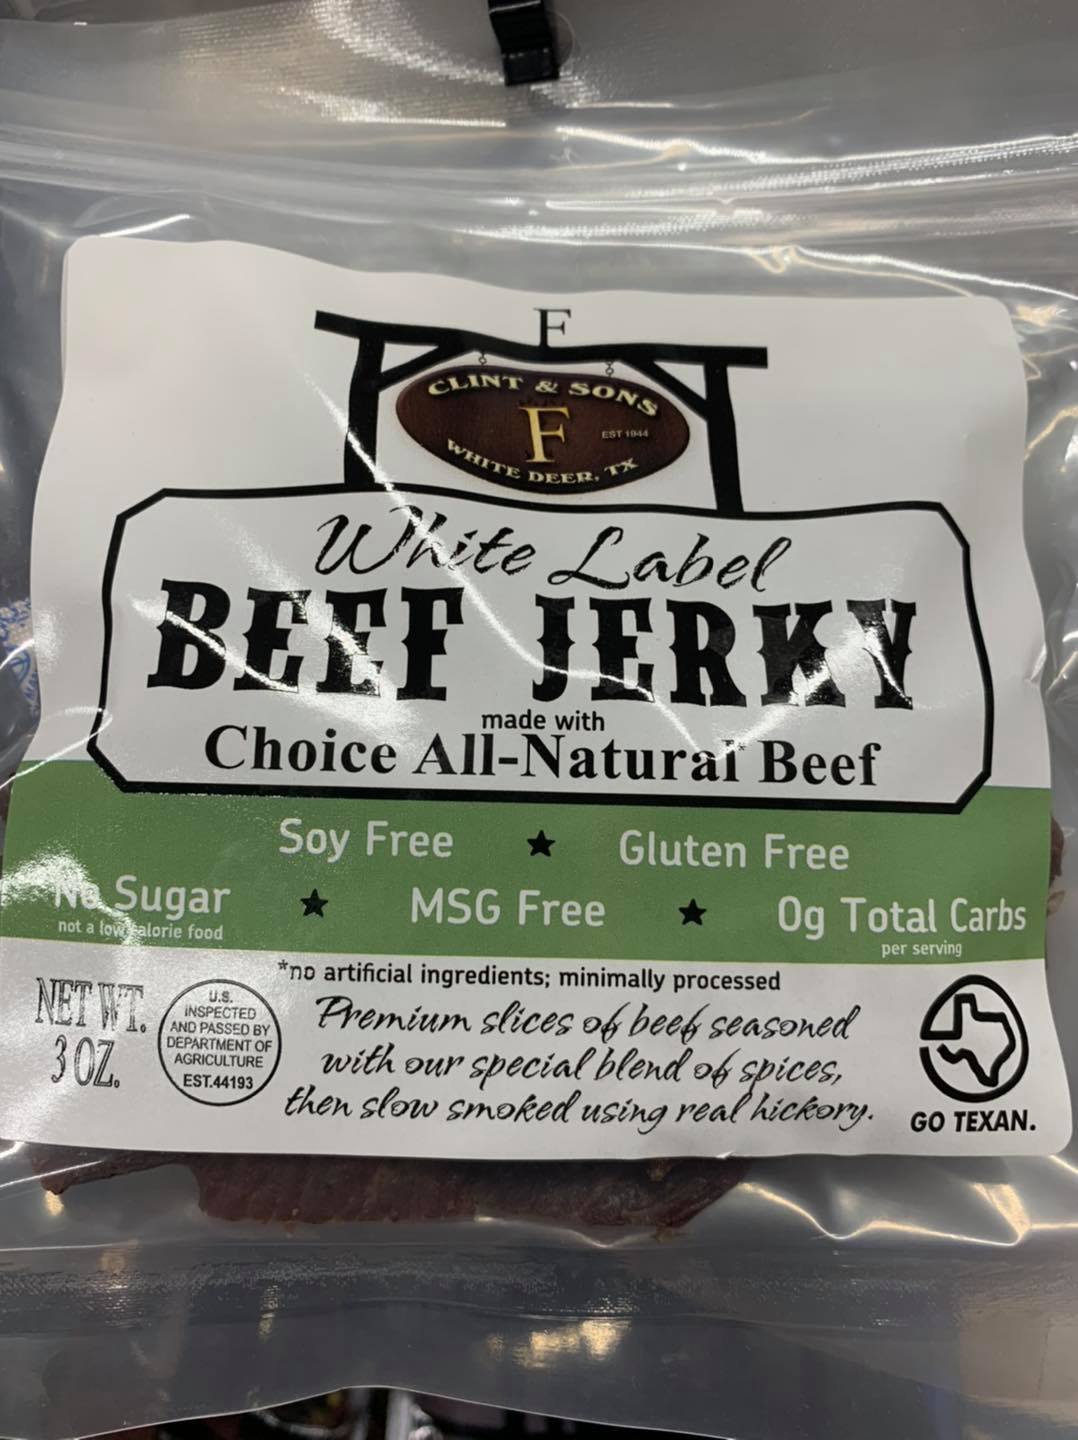 F
CLINT & SONS
F
EST 1944
WHITE DEER, TX
White Label
BEEF JERKY
made with
Choice All-Natural* Beef
Soy Free ★ Gluten Free
No Sugar ★ MSG Free ★ 0g Total Carbs
not a low calorie food
per serving
*no artificial ingredients; minimally processed
NET WT.
3 OZ.
U.S.
INSPECTED
AND PASSED BY
DEPARTMENT OF
AGRICULTURE
EST.44193
Premium slices of beef seasoned
with our special blend of spices,
then slow smoked using real hickory.
GO TEXAN.